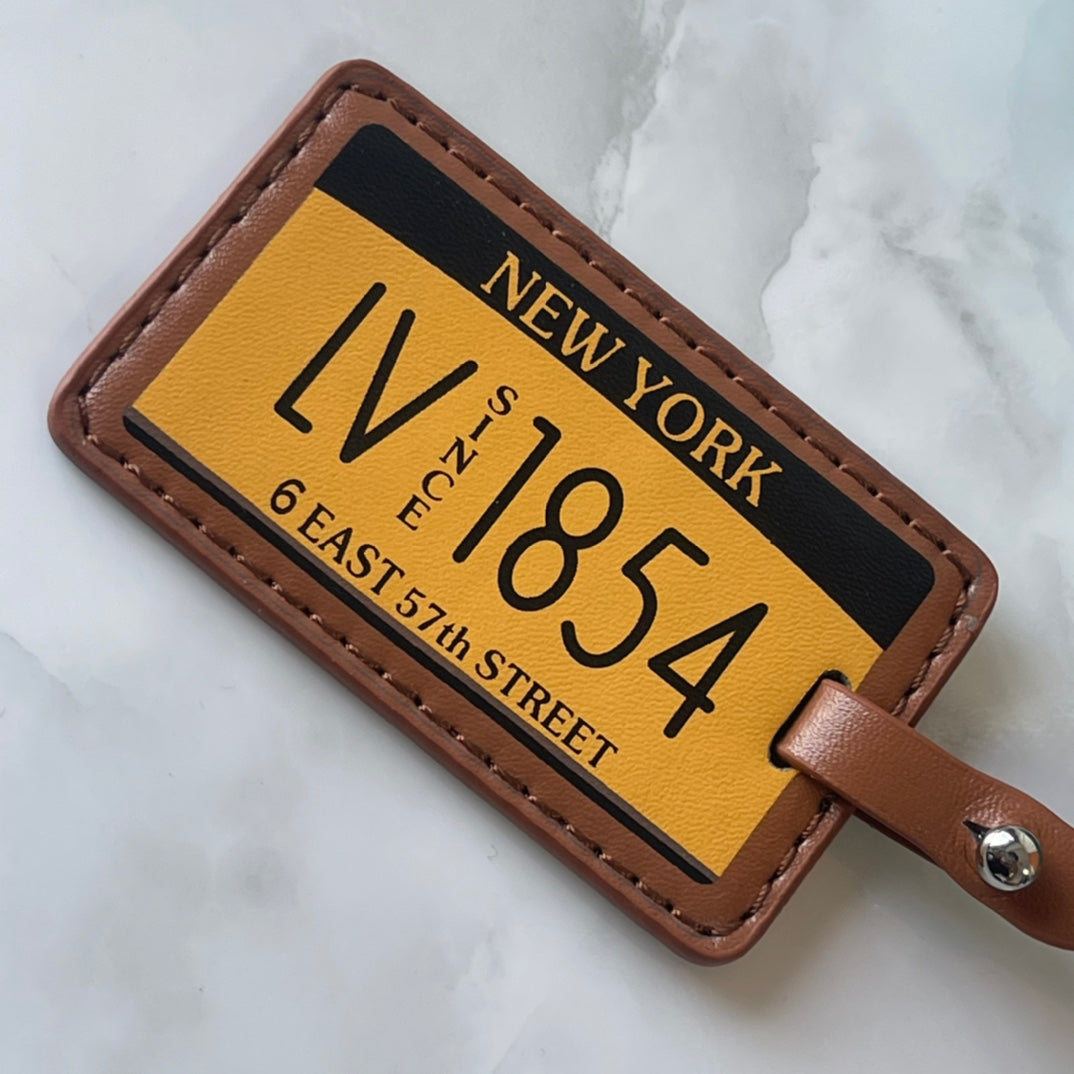 NEW YORK
LV SINCE 1854
6 EAST 57th STREET